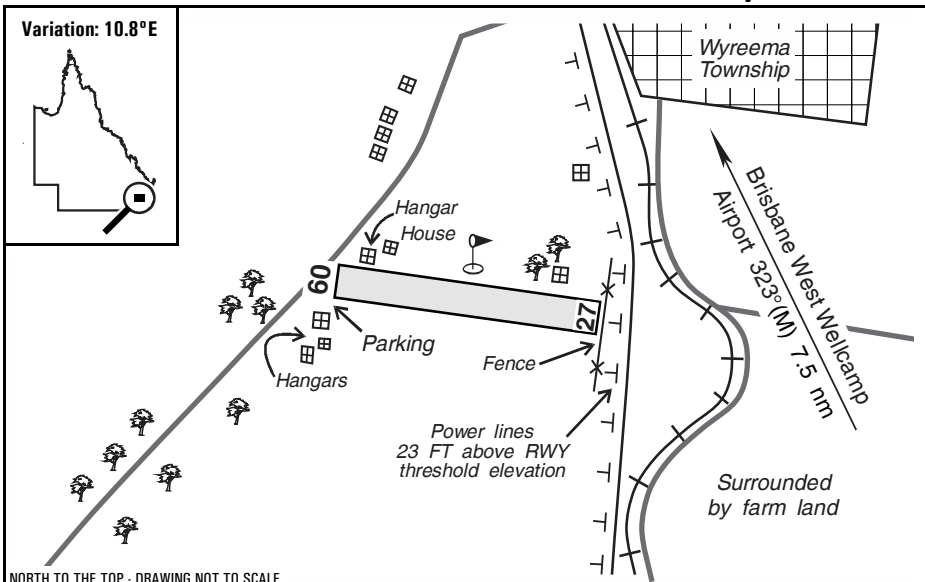 Variation: 10.8°E
Wyreema
Township
Brisbane West Wellcamp
Airport 323°(M) 7.5 nm
Hangar
House
09
27
Parking
Hangars
Fence
Power lines
23 FT above RWY
threshold elevation
Surrounded
by farm land
NORTH TO THE TOP - DRAWING NOT TO SCALE